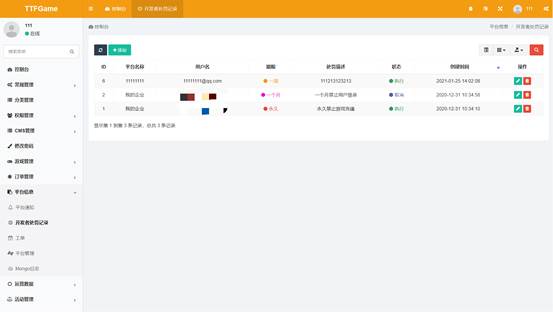 TTFGame
控制台
开发者处罚记录
111
111
在线
控制台
平台信息 / 开发者处罚记录
搜索菜单
控制台
常规管理
分类管理
权限管理
CMS管理
修改密码
游戏管理
订单管理
平台信息
平台通知
开发者处罚记录
工单
平台管理
Mongo日志
运营数据
活动管理
添加
ID 平台名称 用户名 期限 处罚描述 状态 创建时间 操作
6 11111111 11111111@qq.com 一周 111213123213 执行 2021-01-25 14:02:08
2 我的企业 一个月 一个月禁止用户登录 取消 2020-12-31 10:34:58
1 我的企业 永久 永久禁止游戏充值 执行 2020-12-31 10:34:10
显示第 1 到第 3 条记录，总共 3 条记录